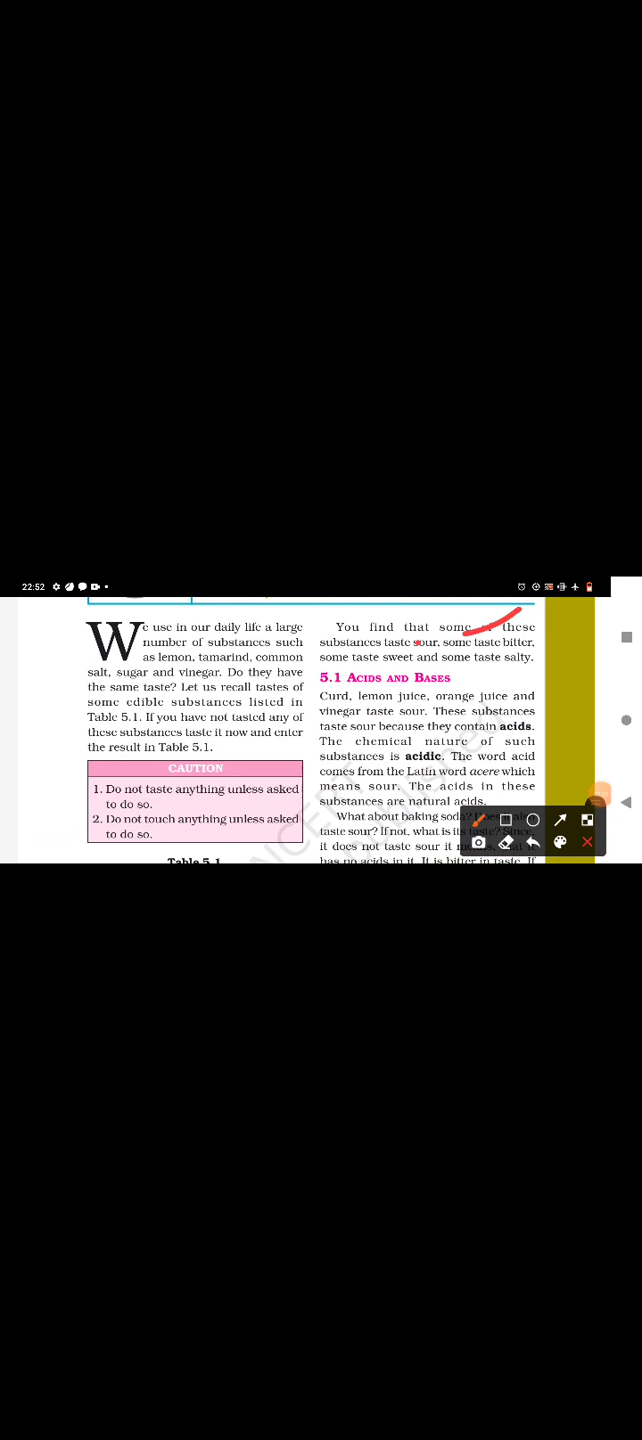 22:52
We use in our daily life a large
number of substances such
as lemon, tamarind, common
salt, sugar and vinegar. Do they have
the same taste? Let us recall tastes of
some edible substances listed in
Table 5.1. If you have not tasted any of
these substances taste it now and enter
the result in Table 5.1.
CAUTION
1. Do not taste anything unless asked
to do so.
2. Do not touch anything unless asked
to do so.
Table 5.1
You find that some of these
substances taste sour, some taste bitter,
some taste sweet and some taste salty.
5.1 ACIDS AND BASES
Curd, lemon juice, orange juice and
vinegar taste sour. These substances
taste sour because they contain acids.
The chemical nature of such
substances is acidic. The word acid
comes from the Latin word acere which
means sour. The acids in these
substances are natural acids.
What about baking soda? Does it also
taste sour? If not, what is its taste? Since,
it does not taste sour it means, that it
has no acids in it. It is bitter in taste. If
NCERT
published